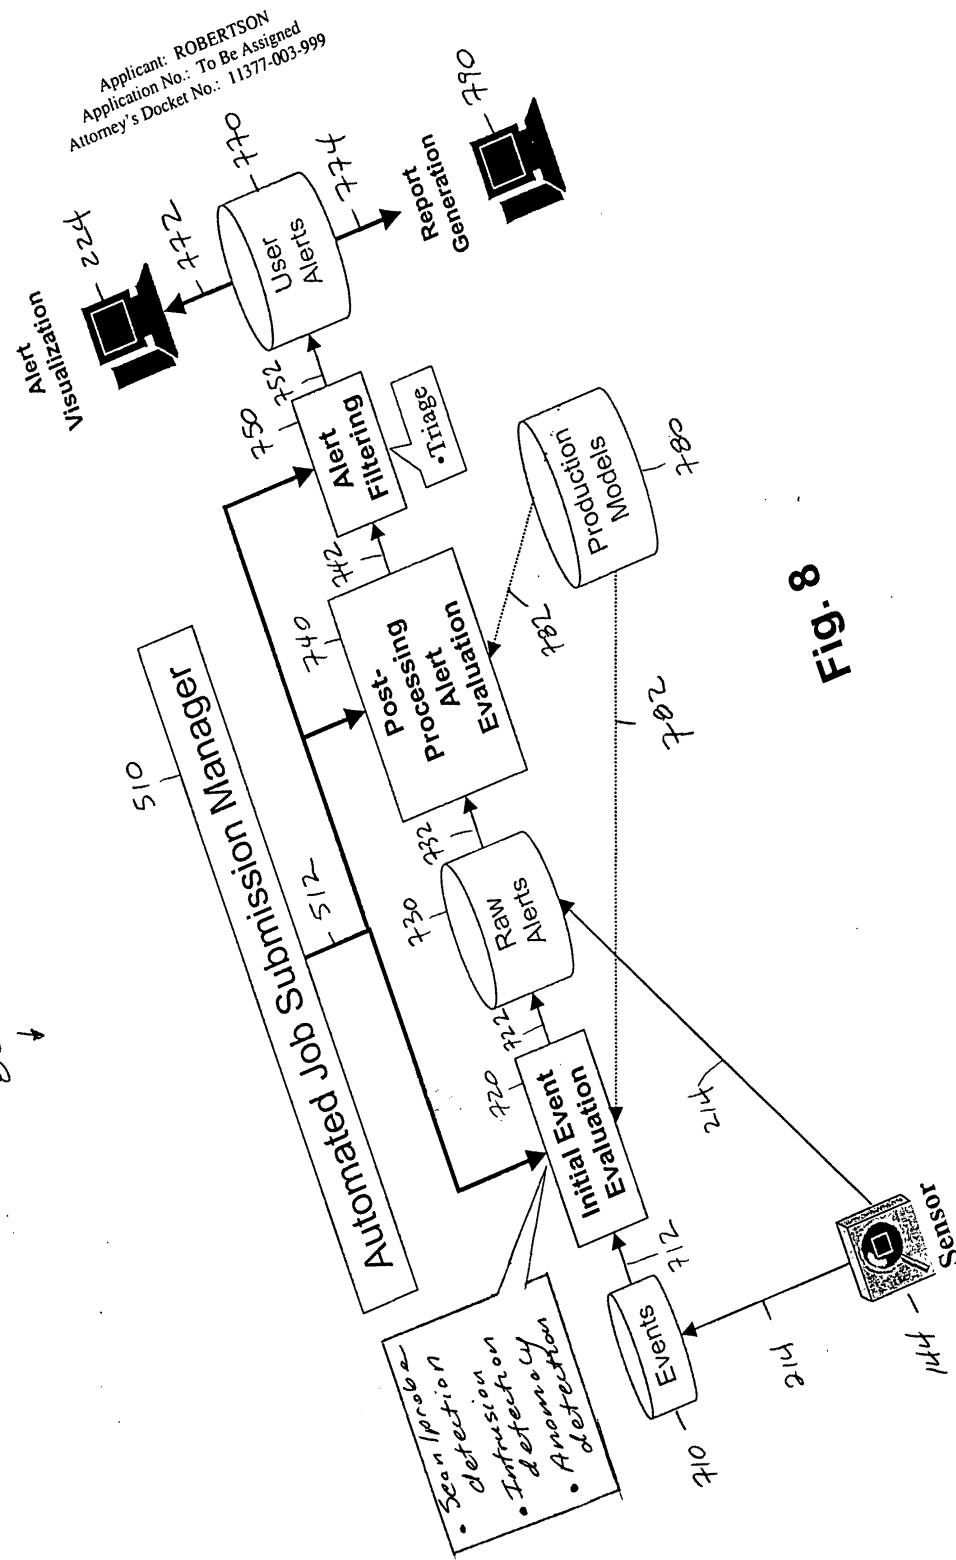 Applicant: ROBERTSON
Application No.: To Be Assigned
Attorney's Docket No.: 11377-003-999
Alert
Visualization
224
772
770
User
Alerts
774
Report
Generation
790
750
752
Alert
Filtering
•Triage
742
740
Post-
Processing
Alert
Evaluation
Production
Models
780
782
782
510
Automated Job Submission Manager
512
730
732
Raw
Alerts
722
720
Initial Event
Evaluation
• Scan/probe
detection
• Intrusion
detection
• Anomaly
detection
712
Events
710
214
214
Sensor
144
Fig. 8